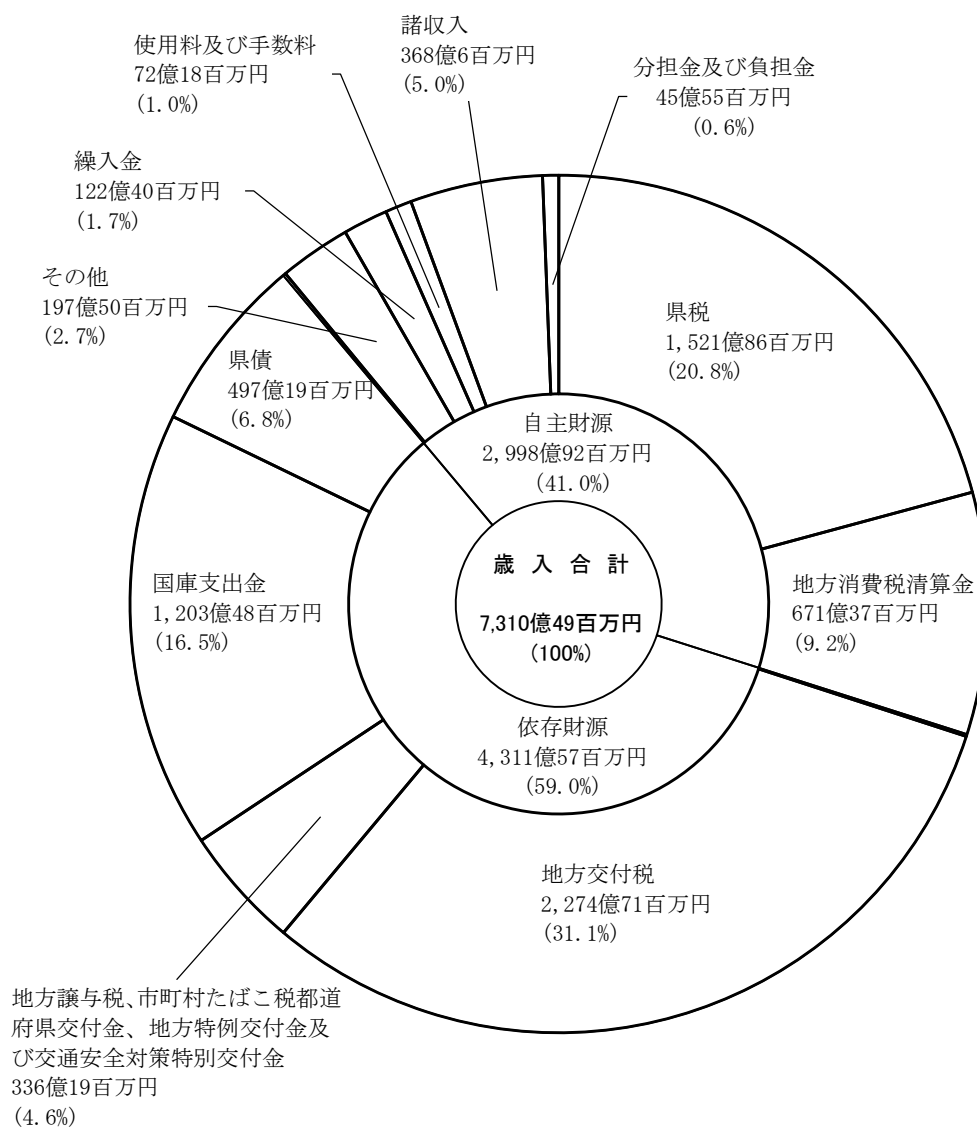 諸収入
368億6百万円
(5.0%)
使用料及び手数料
72億18百万円
(1.0%)
分担金及び負担金
45億55百万円
(0.6%)
繰入金
122億40百万円
(1.7%)
その他
197億50百万円
(2.7%)
県債
497億19百万円
(6.8%)
県税
1,521億86百万円
(20.8%)
自主財源
2,998億92百万円
(41.0%)
歳入合計
7,310億49百万円
(100%)
国庫支出金
1,203億48百万円
(16.5%)
地方消費税清算金
671億37百万円
(9.2%)
依存財源
4,311億57百万円
(59.0%)
地方交付税
2,274億71百万円
(31.1%)
地方譲与税、市町村たばこ税都道
府県交付金、地方特例交付金及
び交通安全対策特別交付金
336億19百万円
(4.6%)